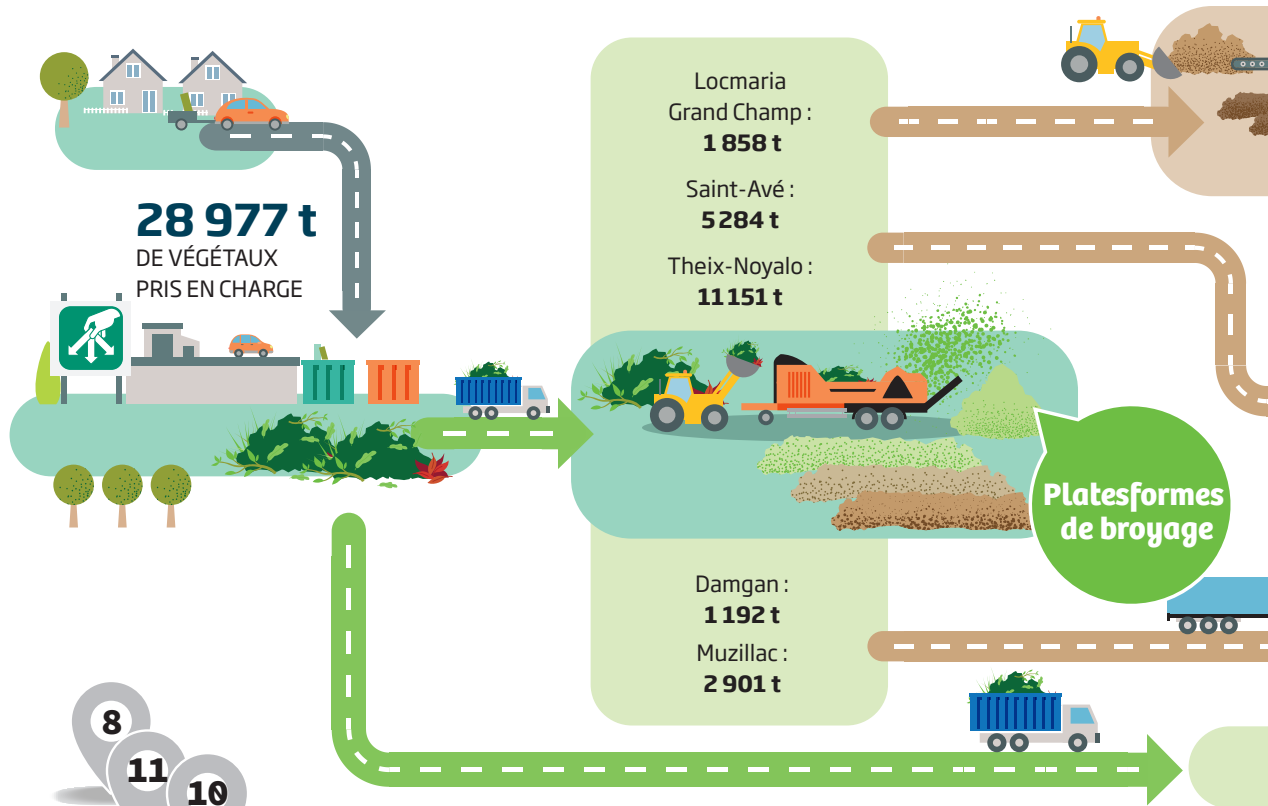 28 977 t
DE VÉGÉTAUX
PRIS EN CHARGE
Locmaria
Grand Champ :
1 858 t
Saint-Avé :
5 284 t
Theix-Noyalo :
11 151 t
Platesformes
de broyage
Damgan :
1 192 t
Muzillac :
2 901 t
8
11
10